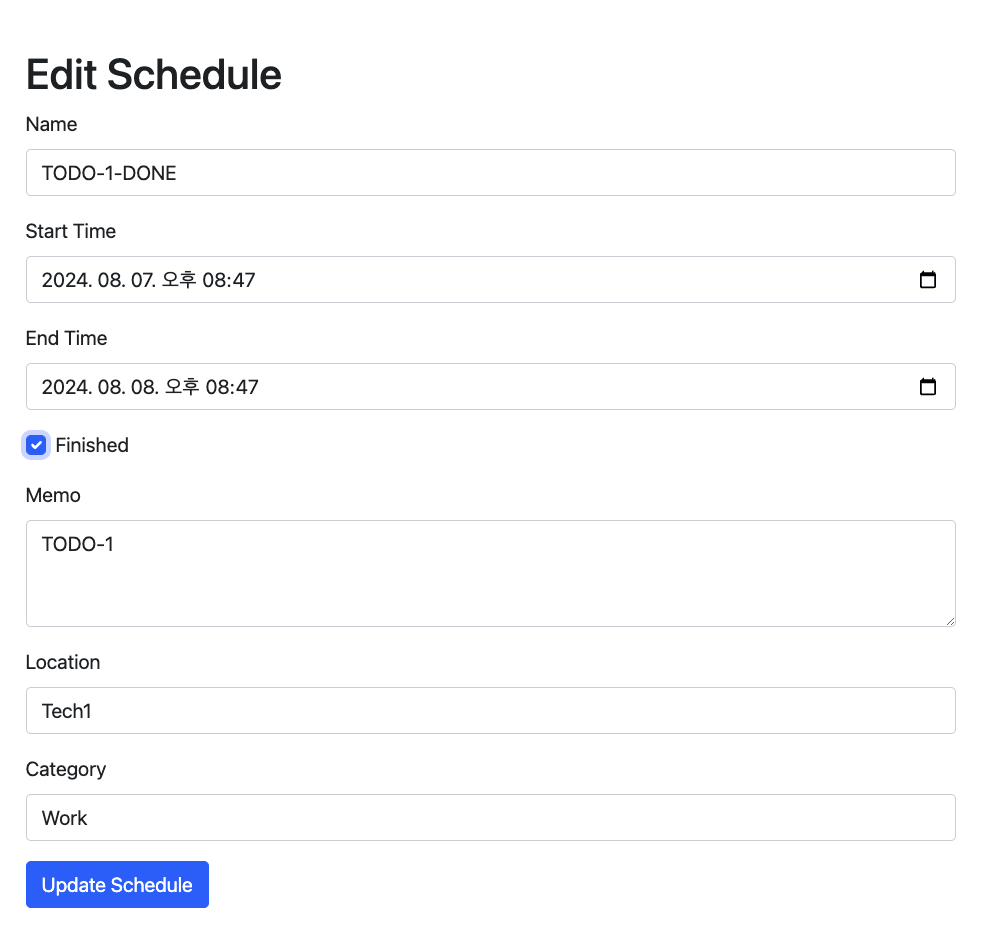 Edit Schedule
Name
TODO-1-DONE
Start Time
2024. 08. 07. 오후 08:47
End Time
2024. 08. 08. 오후 08:47
Finished
Memo
TODO-1
Location
Tech1
Category
Work
Update Schedule